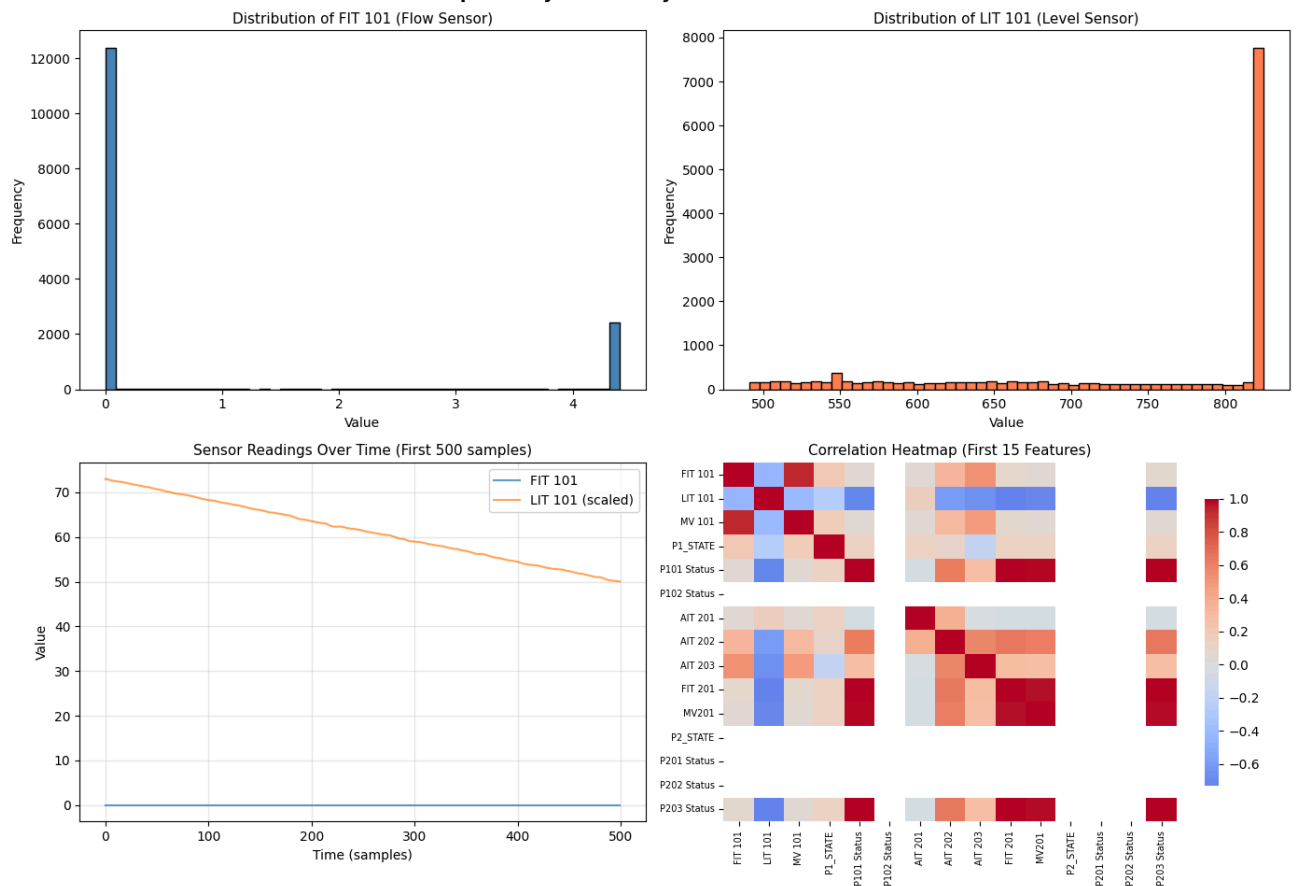 Distribution of FIT 101 (Flow Sensor)
12000
10000
8000
6000
4000
2000
0
Frequency
0 1 2 3 4
Value
Distribution of LIT 101 (Level Sensor)
8000
7000
6000
5000
4000
3000
2000
1000
0
Frequency
500 550 600 650 700 750 800
Value
Sensor Readings Over Time (First 500 samples)
FIT 101
LIT 101 (scaled)
70
60
50
40
30
20
10
0
Value
0 100 200 300 400 500
Time (samples)
Correlation Heatmap (First 15 Features)
FIT 101
LIT 101
MV 101
P1_STATE
P101 Status
P102 Status
AIT 201
AIT 202
AIT 203
FIT 201
MV201
P2_STATE
P201 Status
P202 Status
P203 Status
FIT 101
LIT 101
MV 101
P1_STATE
P101 Status
P102 Status
AIT 201
AIT 202
AIT 203
FIT 201
MV201
P2_STATE
P201 Status
P202 Status
P203 Status
1.0
0.8
0.6
0.4
0.2
0.0
−0.2
−0.4
−0.6